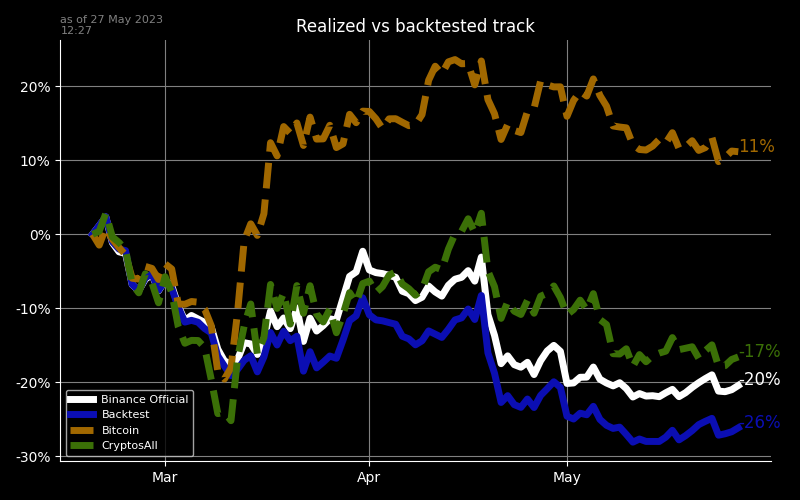 as of 27 May 2023
12:27
Realized vs backtested track
20%
10%
0%
-10%
-20%
-30%
11%
-17%
-20%
-26%
Binance Official
Backtest
Bitcoin
CryptosAll
Mar
Apr
May